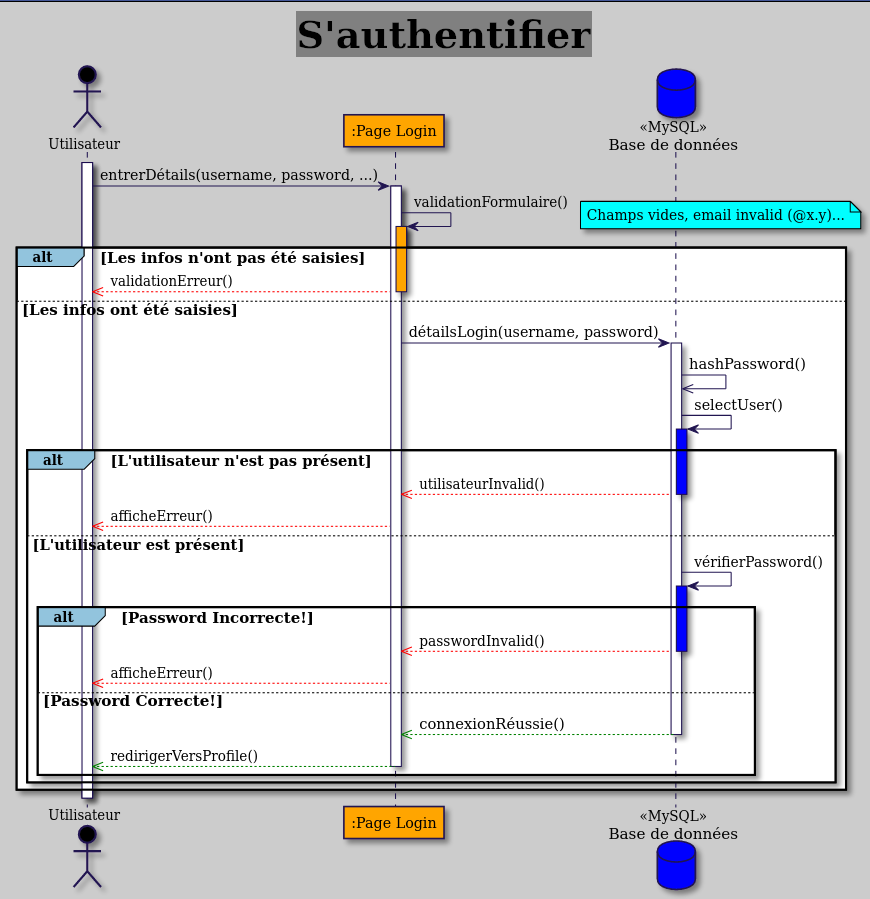 S'authentifier
Utilisateur
:Page Login
«MySQL»
Base de données
entrerDétails(username, password, ...)
validationFormulaire()
Champs vides, email invalid (@x.y)...
alt
[Les infos n'ont pas été saisies]
validationErreur()
[Les infos ont été saisies]
détailsLogin(username, password)
hashPassword()
selectUser()
alt
[L'utilisateur n'est pas présent]
utilisateurInvalid()
afficheErreur()
[L'utilisateur est présent]
vérifierPassword()
alt
[Password Incorrecte!]
passwordInvalid()
afficheErreur()
[Password Correcte!]
connexionRéussie()
redirigerVersProfile()
Utilisateur
:Page Login
«MySQL»
Base de données